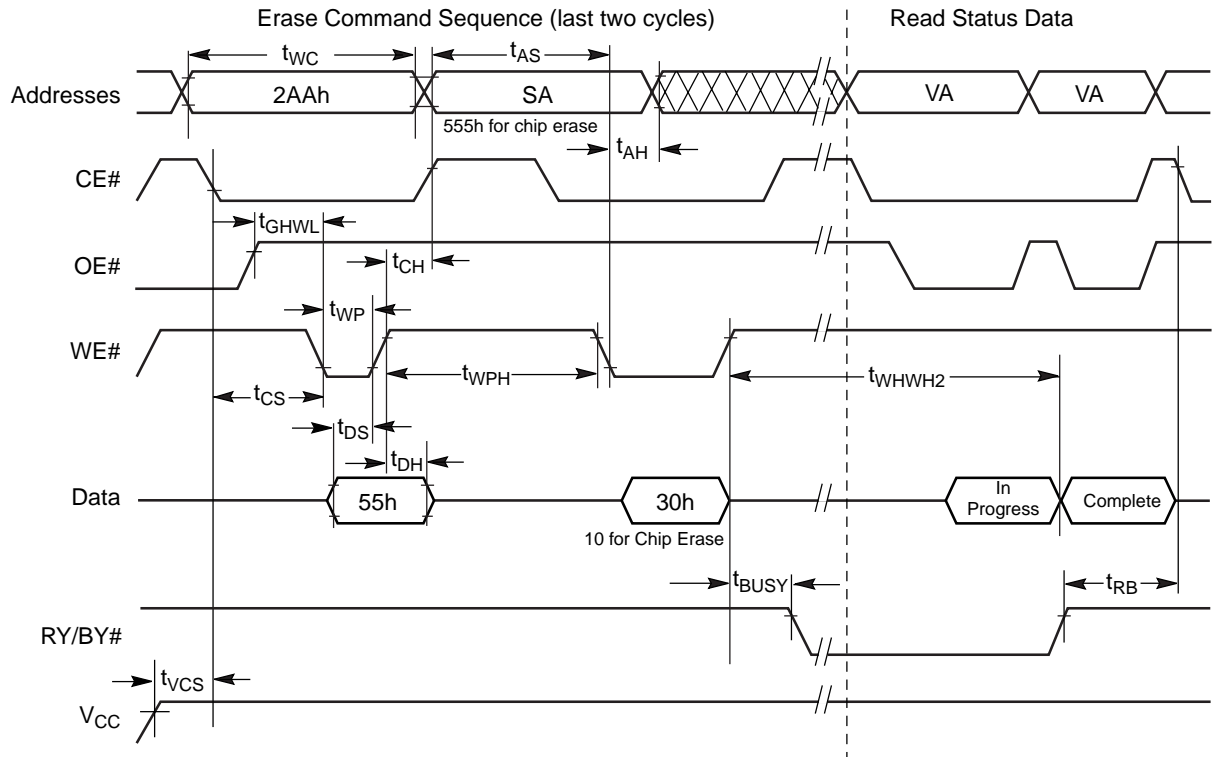 Erase Command Sequence (last two cycles) Read Status Data
tWC tAS
Addresses 2AAh SA VA VA
555h for chip erase
tAH
CE#
tGHWL
OE#
tCH
tWP
WE#
tWPH tWHWH2
tCS
tDS
tDH
Data 55h 30h In Progress Complete
10 for Chip Erase
tBUSY tRB
RY/BY#
tVCS
VCC